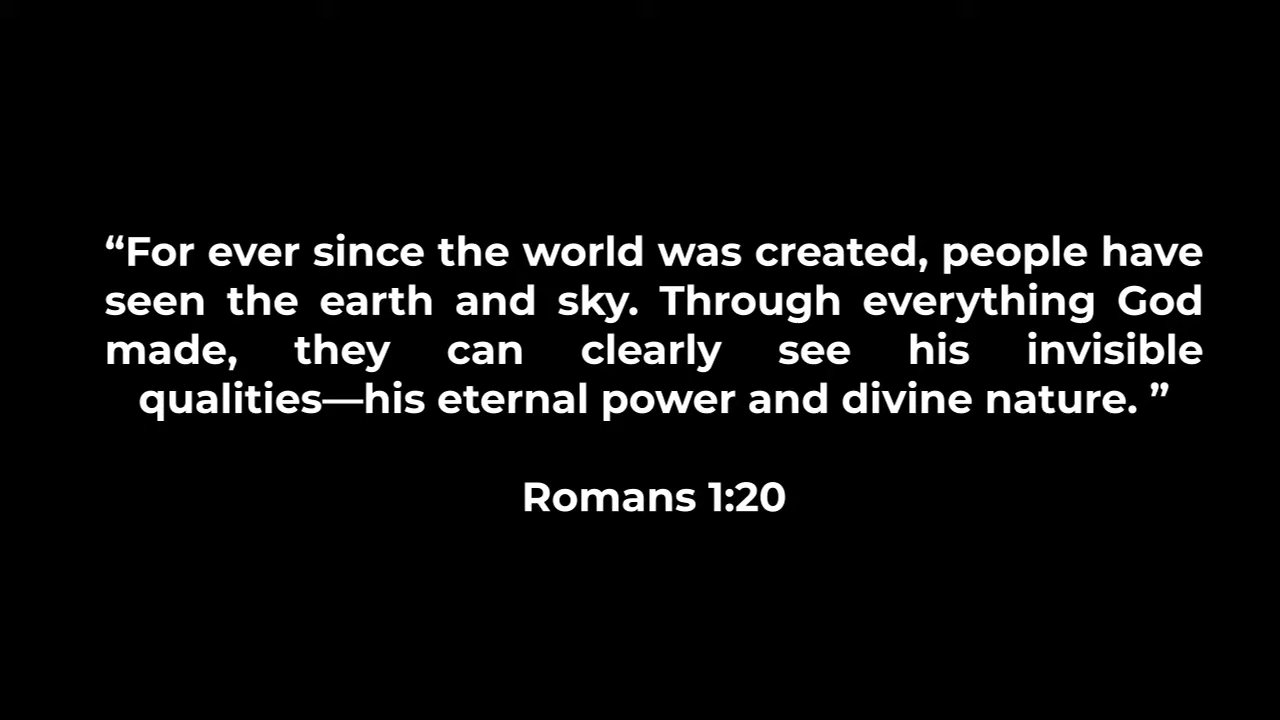 “For ever since the world was created, people have
seen the earth and sky. Through everything God
made, they can clearly see his invisible
qualities—his eternal power and divine nature. ”
Romans 1:20